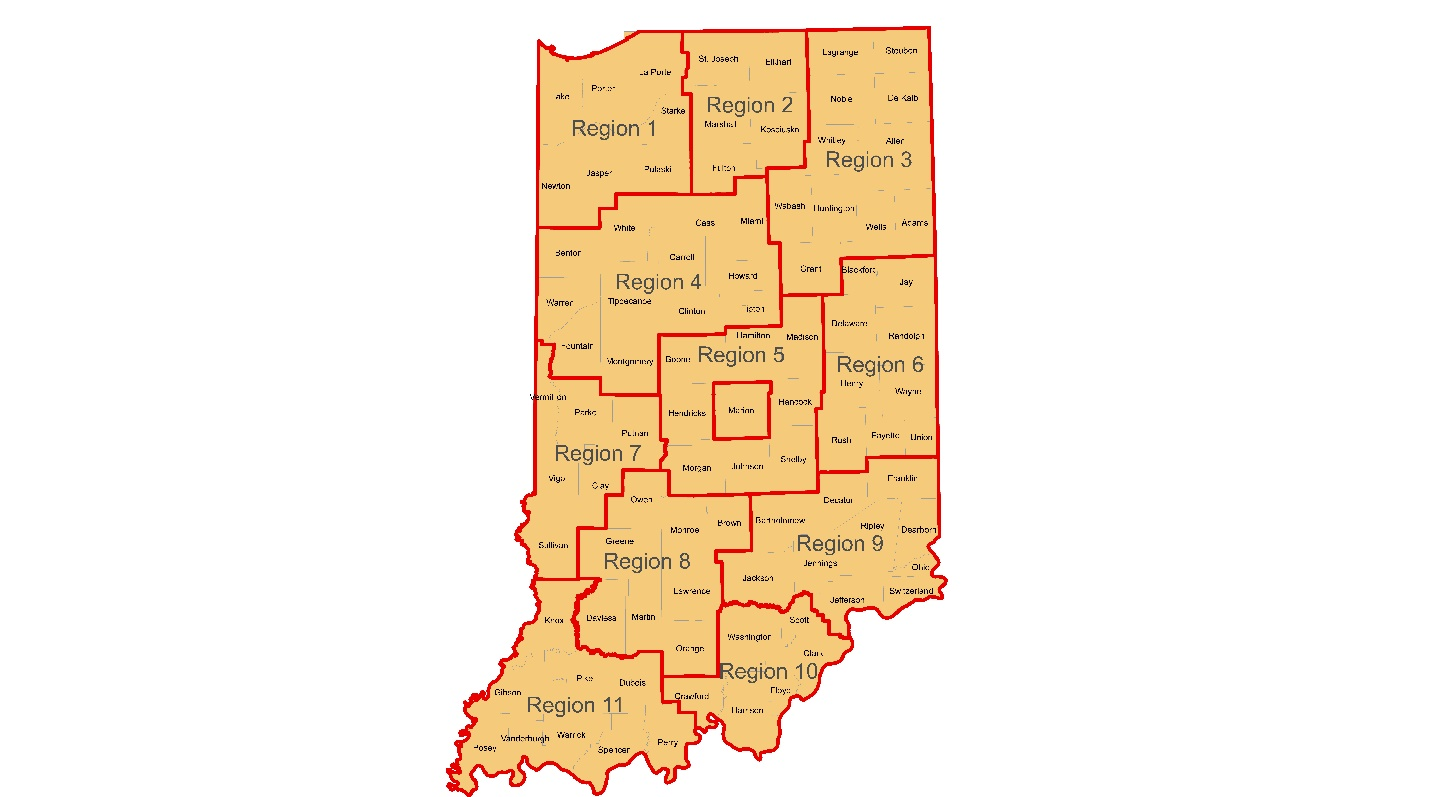 Lagrange
Steuben
St. Joseph
Elkhart
La Porte
Porter
Lake
Noble
De Kalb
Region 2
Starke
Marshall
Kosciusko
Region 1
Whitley
Allen
Region 3
Fulton
Pulaski
Jasper
Newton
Wabash
Huntington
Wells
Adams
White
Cass
Miami
Benton
Carroll
Grant
Blackford
Jay
Howard
Region 4
Warren
Tippecanoe
Clinton
Tipton
Delaware
Randolph
Hamilton
Madison
Fountain
Montgomery
Boone
Region 5
Region 6
Henry
Wayne
Vermillion
Parke
Hendricks
Marion
Hancock
Putnam
Rush
Fayette
Union
Region 7
Morgan
Johnson
Shelby
Vigo
Clay
Franklin
Owen
Decatur
Monroe
Brown
Bartholomew
Ripley
Dearborn
Sullivan
Greene
Region 9
Region 8
Jennings
Ohio
Jackson
Lawrence
Switzerland
Jefferson
Knox
Daviess
Martin
Scott
Washington
Orange
Clark
Region 10
Pike
Dubois
Gibson
Crawford
Floyd
Region 11
Harrison
Posey
Vanderburgh
Warrick
Spencer
Perry